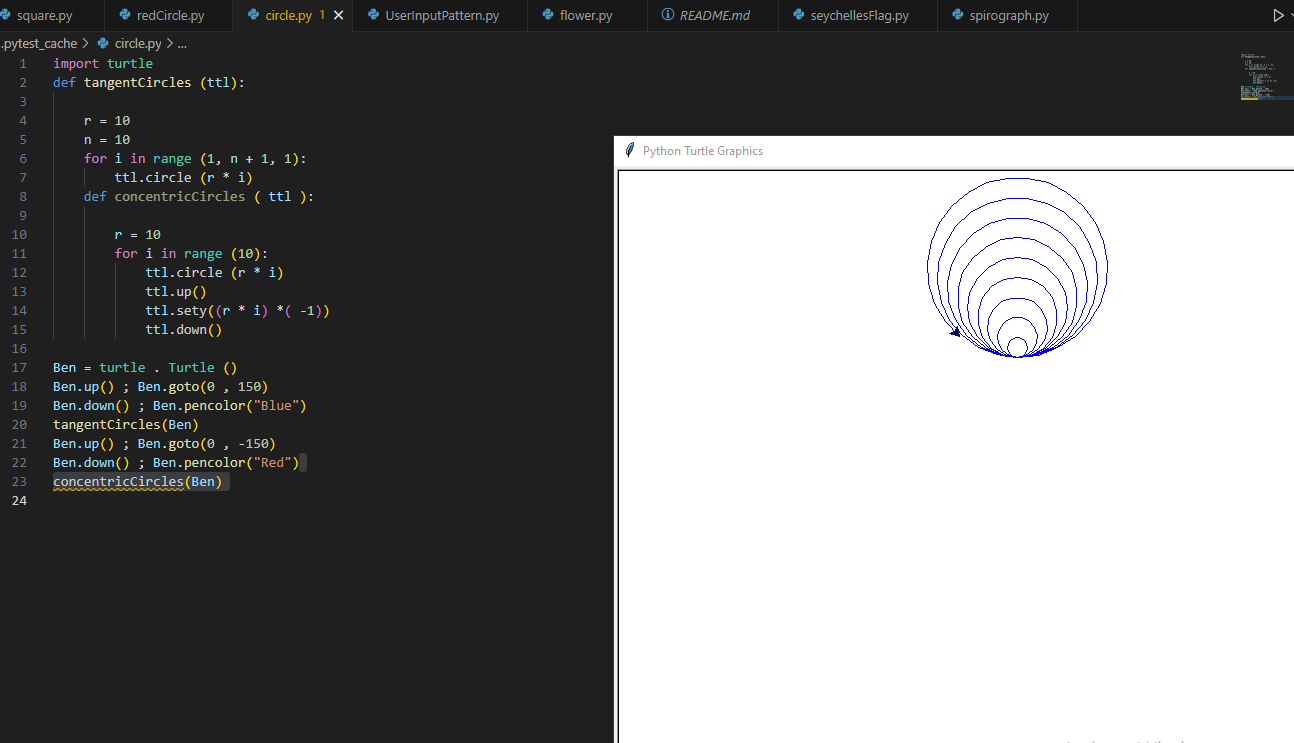 square.py redCircle.py circle.py 1 UserInputPattern.py flower.py README.md seychellesFlag.py spirograph.py
.pytest_cache > circle.py > ...
1 import turtle
2 def tangentCircles (ttl):
3
4 r = 10
5 n = 10
6 for i in range (1, n + 1, 1):
7 ttl.circle (r * i)
8 def concentricCircles ( ttl ):
9
10 r = 10
11 for i in range (10):
12 ttl.circle (r * i)
13 ttl.up()
14 ttl.sety((r * i) *( -1))
15 ttl.down()
16
17 Ben = turtle . Turtle ()
18 Ben.up() ; Ben.goto(0 , 150)
19 Ben.down() ; Ben.pencolor("Blue")
20 tangentCircles(Ben)
21 Ben.up() ; Ben.goto(0 , -150)
22 Ben.down() ; Ben.pencolor("Red")
23 concentricCircles(Ben)
24
Python Turtle Graphics